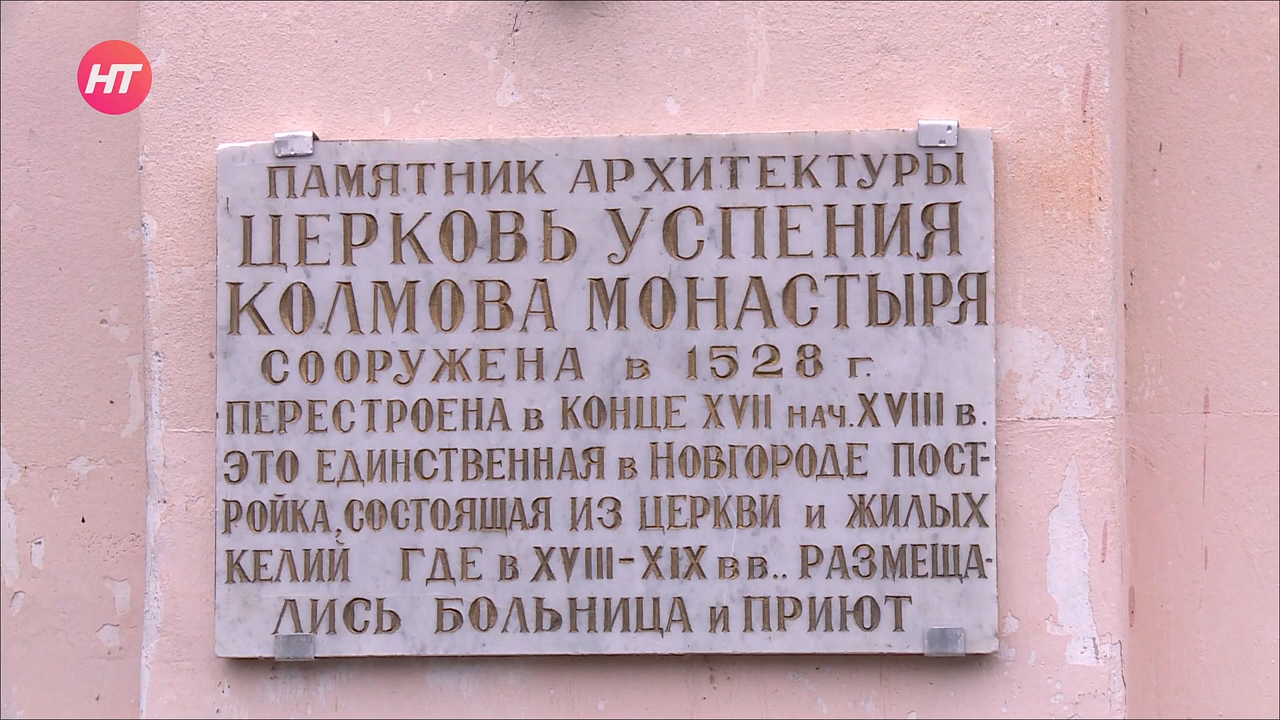 НТ
ПАМЯТНИК АРХИТЕКТУРЫ
ЦЕРКОВЬ УСПЕНИЯ
КОЛМОВА МОНАСТЫРЯ
СООРУЖЕНА в 1528 г.
ПЕРЕСТРОЕНА в КОНЦЕ XVII нач. XVIII в.
ЭТО ЕДИНСТВЕННАЯ в НОВГОРОДЕ ПОСТ-
РОЙКА, СОСТОЯЩАЯ ИЗ ЦЕРКВИ и ЖИЛЫХ
КЕЛИЙ ГДЕ в XVIII-XIX в в.. РАЗМЕЩА-
ЛИСЬ БОЛЬНИЦА и ПРИЮТ